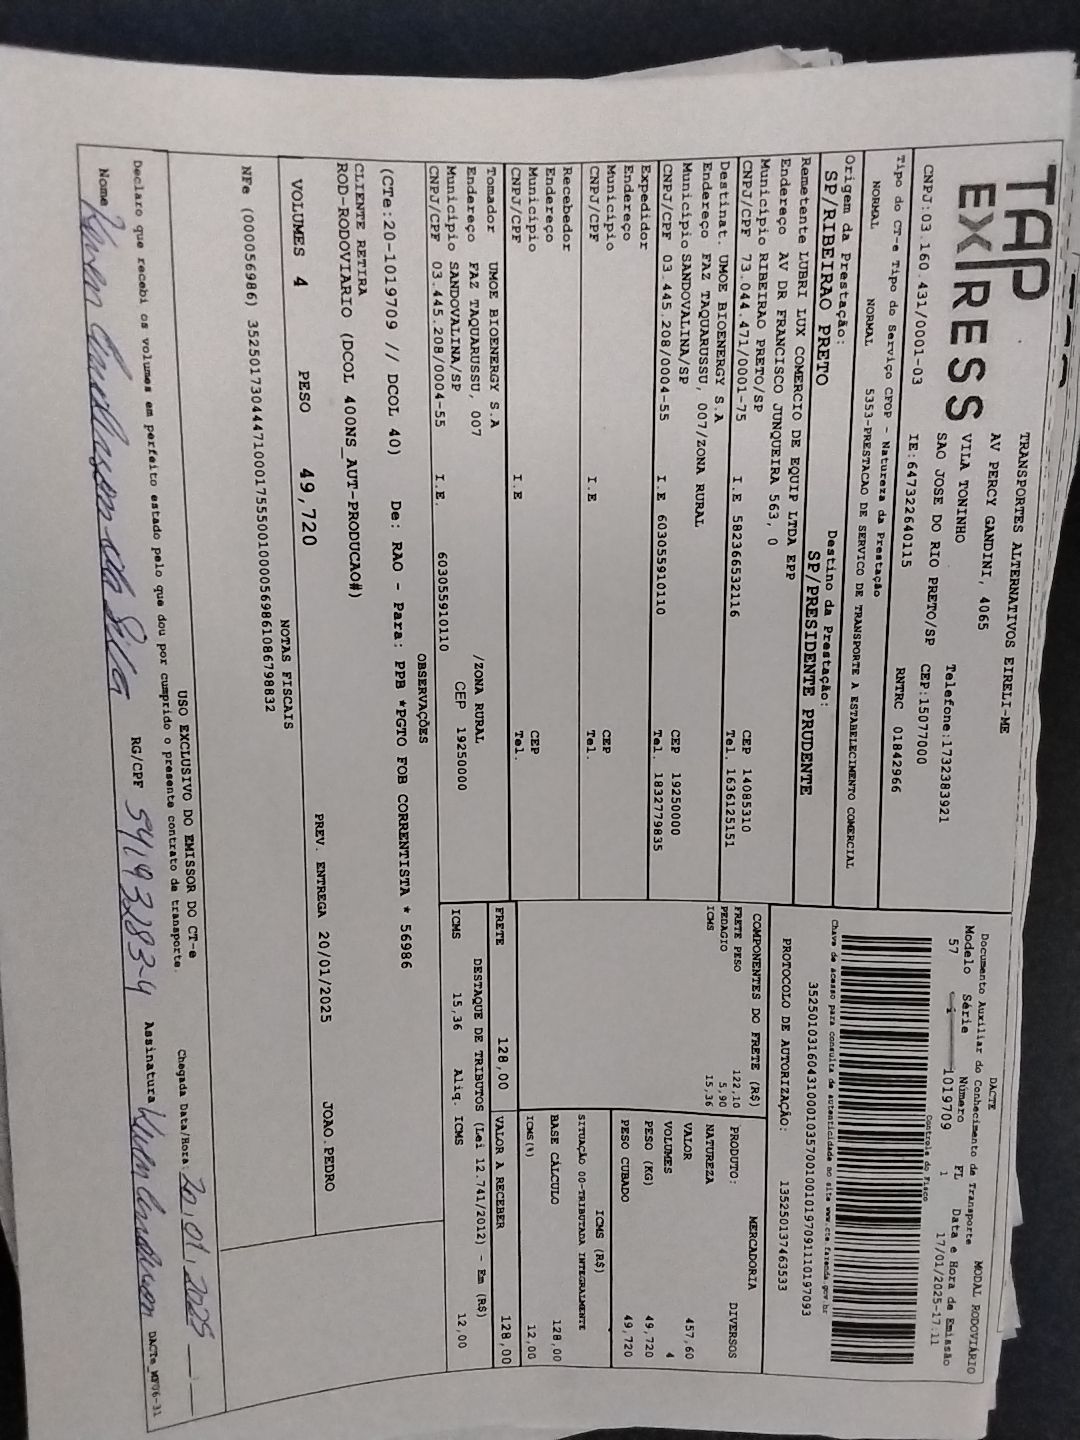 TAP
EXPRESS
TRANSPORTES ALTERNATIVOS EIRELI-ME
AV PERCY GANDINI, 4065
VILA TONINHO
SAO JOSE DO RIO PRETO/SP
Telefone:1732383921
CEP:15077000
CNPJ:03.160.431/0001-03
IE:647322640115
RNTRC 01842966
DACTE
Documento Auxiliar do Conhecimento de Transporte
MODAL RODOVIÁRIO
Modelo Série Número FL Data e Hora de Emissão
57 1 1019709 1 17/01/2025-17.11
Controle do Fisco
Chave de acesso para consulta de autenticidade no site www.cte.fazenda.gov.br
PROTOCOLO DE AUTORIZAÇÃO: 135250137463533
Tipo do CT-e Tipo do Serviço CFOP - Natureza da Prestação
NORMAL NORMAL 5353-PRESTACAO DE SERVICO DE TRANSPORTE A ESTABELECIMENTO COMERCIAL
Origem da Prestação: Destino da Prestação:
SP/RIBEIRAO PRETO SP/PRESIDENTE PRUDENTE
Remetente LUBRI LUX COMERCIO DE EQUIP LTDA EPP
Endereço AV DR FRANCISCO JUNQUEIRA 563, 0
Município RIBEIRAO PRETO/SP CEP 14085310
CNPJ/CPF 73.044.471/0001-75 I.E 582366532116 Tel. 1636125151
Destinat. UMOE BIOENERGY S.A
Endereço FAZ TAQUARUSSU, 007/ZONA RURAL
Município SANDOVALINA/SP CEP 19250000
CNPJ/CPF 03.445.208/0004-55 I.E 603055910110 Tel. 1832779835
Expedidor
Endereço
Município CEP
CNPJ/CPF I.E Tel.
Recebedor
Endereço
Município CEP
CNPJ/CPF I.E Tel.
Tomador UMOE BIOENERGY S.A
Endereço FAZ TAQUARUSSU, 007 /ZONA RURAL
Município SANDOVALINA/SP CEP 19250000
CNPJ/CPF 03.445.208/0004-55 I.E. 603055910110
COMPONENTES DO FRETE (R$)
FRETE PESO 122,10
PEDAGIO 5,90
ICMS 15,36
PRODUTO: MERCADORIA
NATUREZA DIVERSOS
VALOR 457,60
VOLUMES 4
PESO (KG) 49,720
PESO CUBADO 49,720
ICMS (R$)
SITUAÇÃO 00-TRIBUTADA INTEGRALMENTE
BASE CÁLCULO 128,00
ICMS(%) 12,00
FRETE 128,00 VALOR A RECEBER 128,00
DESTAQUE DE TRIBUTOS (Lei 12.741/2012) - Em (R$)
ICMS 15,36 Aliq. ICMS 12,00
OBSERVAÇÕES
(CTe:20-1019709 // DCOL 40) De: RAO - Para: PPB *PGTO FOB CORRENTISTA * 56986
CLIENTE RETIRA
ROD-RODOVIARIO (DCOL 400NS_AUT-PRODUCAO#)
PREV. ENTREGA 20/01/2025 JOAO.PEDRO
VOLUMES 4 PESO 49,720
NOTAS FISCAIS
USO EXCLUSIVO DO EMISSOR DO CT-e
Declaro que recebi os volumes em perfeito estado pelo que dou por cumprido o presente contrato de transporte.
Chegada Data/Hora 20,01,2025
Nome da Silva RG/CPF 54193283-4 Assinatura
DACTe_MF06-31